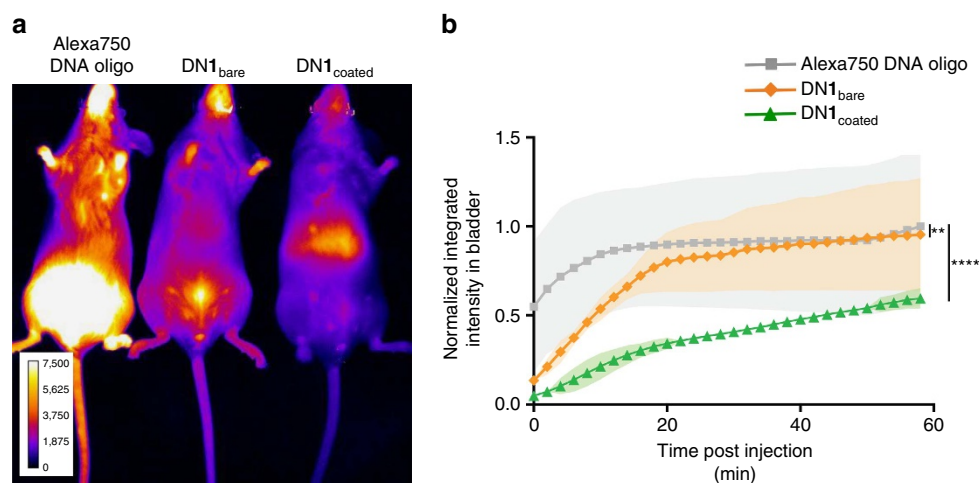 a
Alexa750
DNA oligo
DN1bare
DN1coated
7,500
5,625
3,750
1,875
0
b
Alexa750 DNA oligo
DN1bare
DN1coated
1.5
1.0
0.5
0.0
Normalized integrated
intensity in bladder
**
****
0
20
40
60
Time post injection
(min)